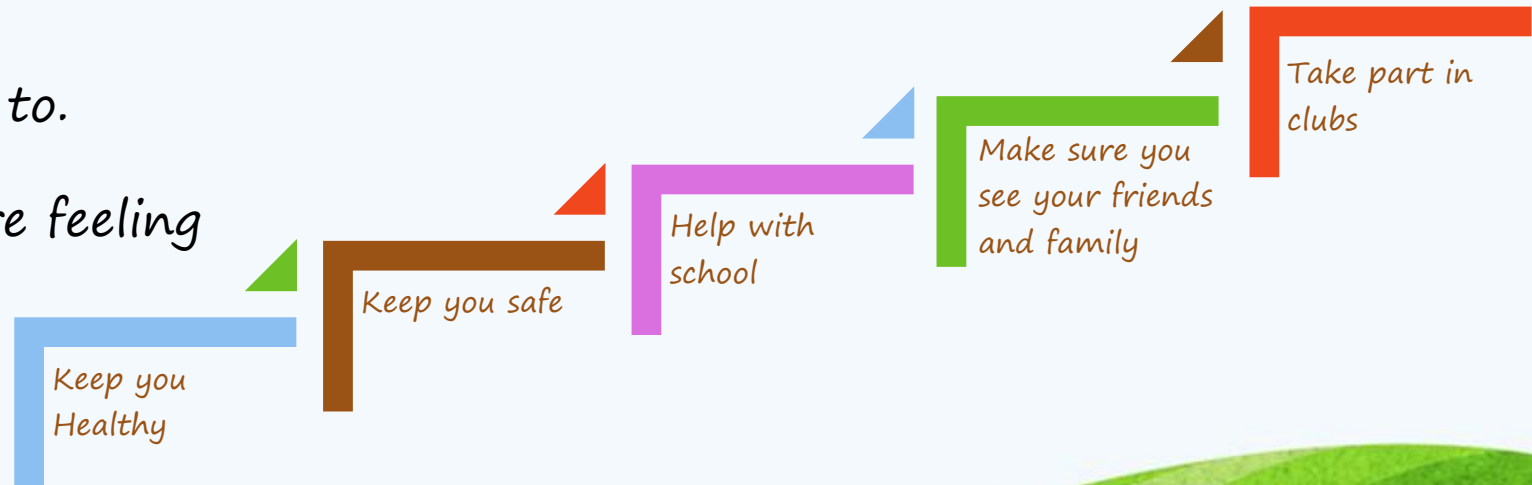 to.
re feeling
Keep you
Healthy
Keep you safe
Help with
school
Make sure you
see your friends
and family
Take part in
clubs